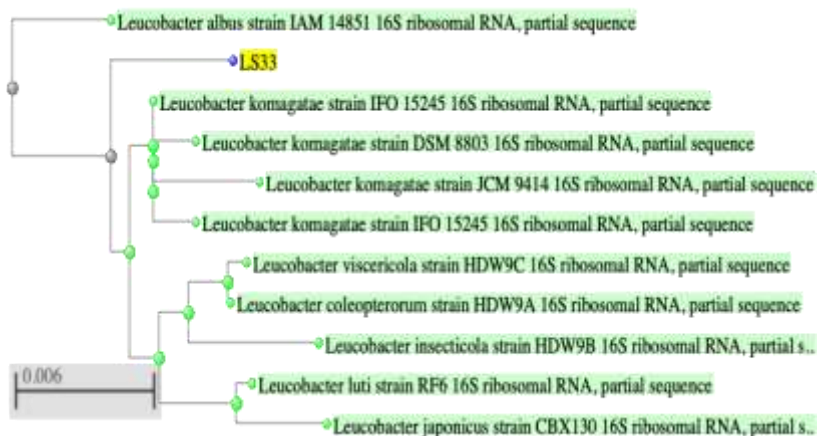 Leucobacter albus strain IAM 14851 16S ribosomal RNA, partial sequence
LS33
Leucobacter komagatae strain IFO 15245 16S ribosomal RNA, partial sequence
Leucobacter komagatae strain DSM 8803 16S ribosomal RNA, partial sequence
Leucobacter komagatae strain JCM 9414 16S ribosomal RNA, partial sequence
Leucobacter komagatae strain IFO 15245 16S ribosomal RNA, partial sequence
Leucobacter viscericola strain HDW9C 16S ribosomal RNA, partial sequence
Leucobacter coleopterorum strain HDW9A 16S ribosomal RNA, partial sequence
Leucobacter insecticola strain HDW9B 16S ribosomal RNA, partial s...
0.006
Leucobacter luti strain RF6 16S ribosomal RNA, partial sequence
Leucobacter japonicus strain CBX130 16S ribosomal RNA, partial s...